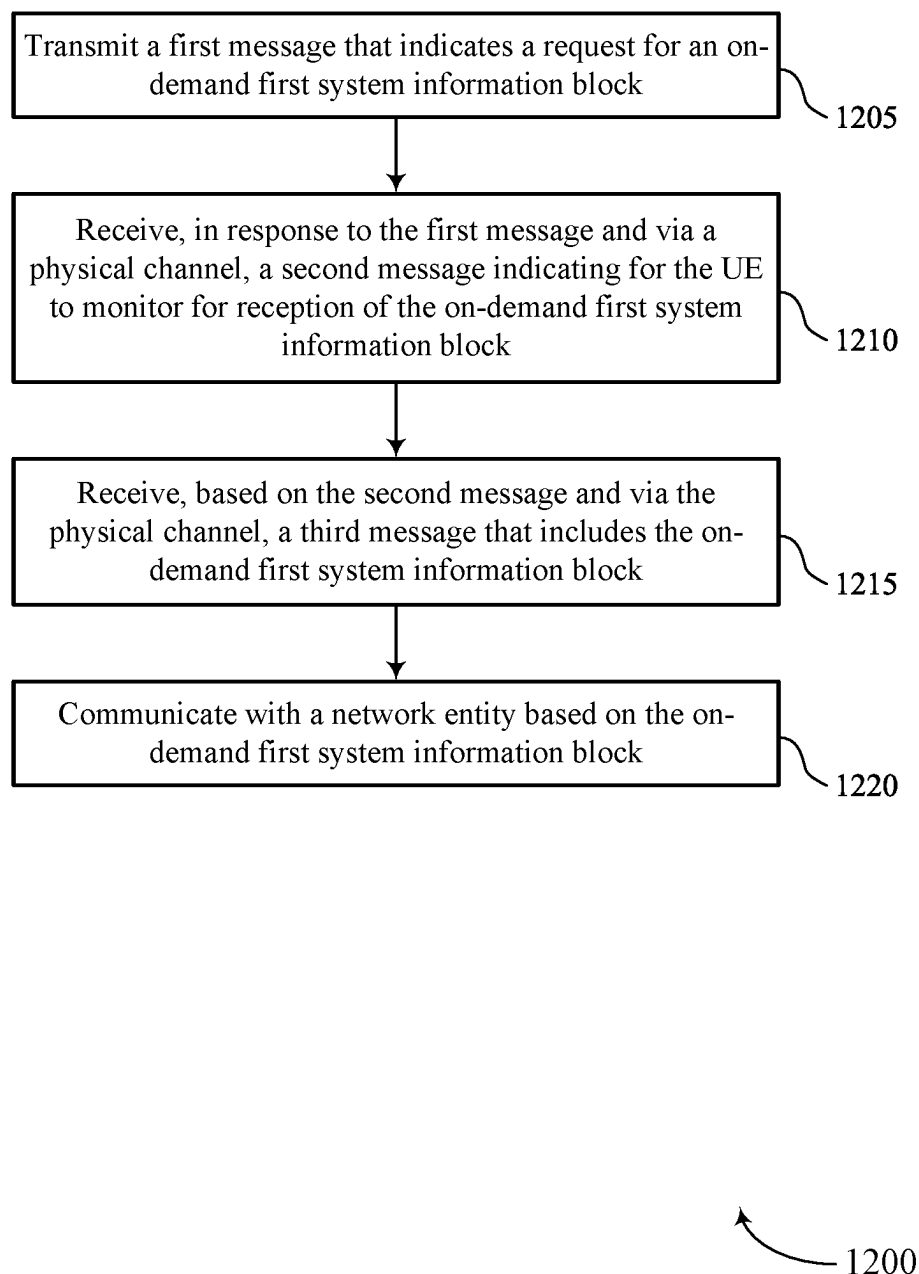 Transmit a first message that indicates a request for an on-
demand first system information block
1205
Receive, in response to the first message and via a
physical channel, a second message indicating for the UE
to monitor for reception of the on-demand first system
information block
1210
Receive, based on the second message and via the
physical channel, a third message that includes the on-
demand first system information block
1215
Communicate with a network entity based on the on-
demand first system information block
1220
1200